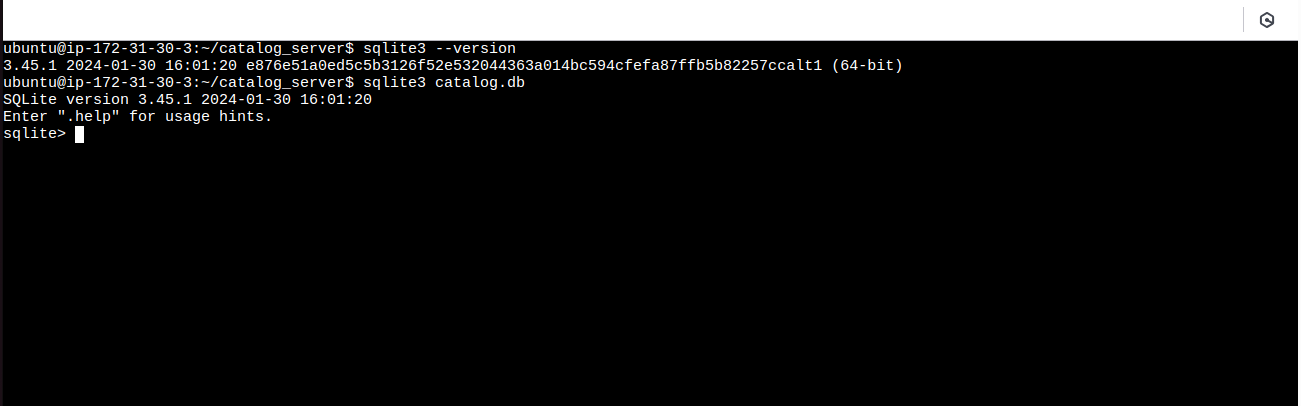 ubuntu@ip-172-31-30-3:~/catalog_server$ sqlite3 --version
3.45.1 2024-01-30 16:01:20 e876e51a0ed5c5b3126f52e532044363a014bc594cfefa87ffb5b82257ccalt1 (64-bit)
ubuntu@ip-172-31-30-3:~/catalog_server$ sqlite3 catalog.db
SQLite version 3.45.1 2024-01-30 16:01:20
Enter ".help" for usage hints.
sqlite>